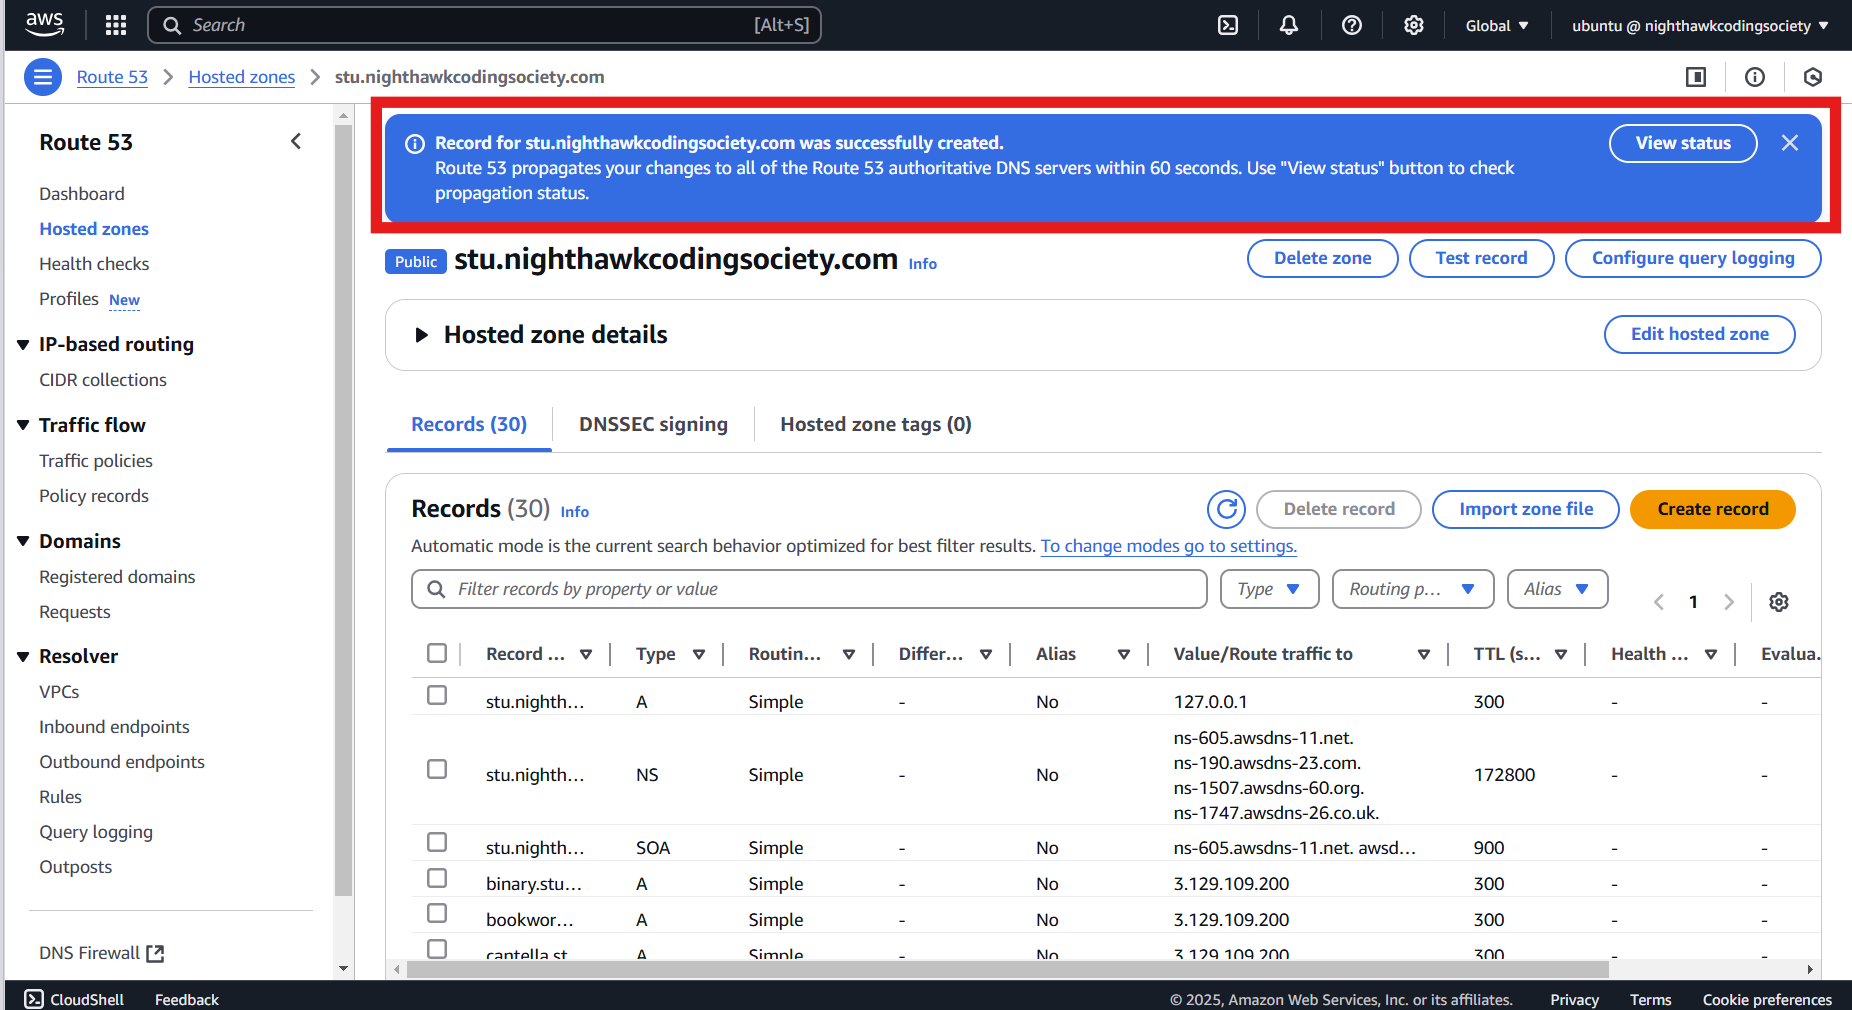 aws
Search [Alt+S]
Global
ubuntu @ nighthawkcodingsociety
Route 53 Hosted zones stu.nighthawkcodingsociety.com
Route 53
Dashboard
Hosted zones
Health checks
Profiles New
IP-based routing
CIDR collections
Traffic flow
Traffic policies
Policy records
Domains
Registered domains
Requests
Resolver
VPCs
Inbound endpoints
Outbound endpoints
Rules
Query logging
Outposts
DNS Firewall
Record for stu.nighthawkcodingsociety.com was successfully created.
Route 53 propagates your changes to all of the Route 53 authoritative DNS servers within 60 seconds. Use "View status" button to check
propagation status.
View status
Public stu.nighthawkcodingsociety.com Info
Delete zone Test record Configure query logging
Hosted zone details
Edit hosted zone
Records (30) DNSSEC signing Hosted zone tags (0)
Records (30) Info
Delete record Import zone file Create record
Automatic mode is the current search behavior optimized for best filter results. To change modes go to settings.
Filter records by property or value Type Routing p... Alias 1
Record ... Type Routin... Differ... Alias Value/Route traffic to TTL (s... Health ... Evalua.
stu.nighth... A Simple - No 127.0.0.1 300 - -
stu.nighth... NS Simple - No ns-605.awsdns-11.net.
ns-190.awsdns-23.com.
ns-1507.awsdns-60.org.
ns-1747.awsdns-26.co.uk. 172800 - -
stu.nighth... SOA Simple - No ns-605.awsdns-11.net. awsd... 900 - -
binary.stu... A Simple - No 3.129.109.200 300 - -
bookwor... A Simple - No 3.129.109.200 300 - -
cantella.st A Simple - No 3.129.109.200 300 - -
CloudShell Feedback © 2025, Amazon Web Services, Inc. or its affiliates. Privacy Terms Cookie preferences